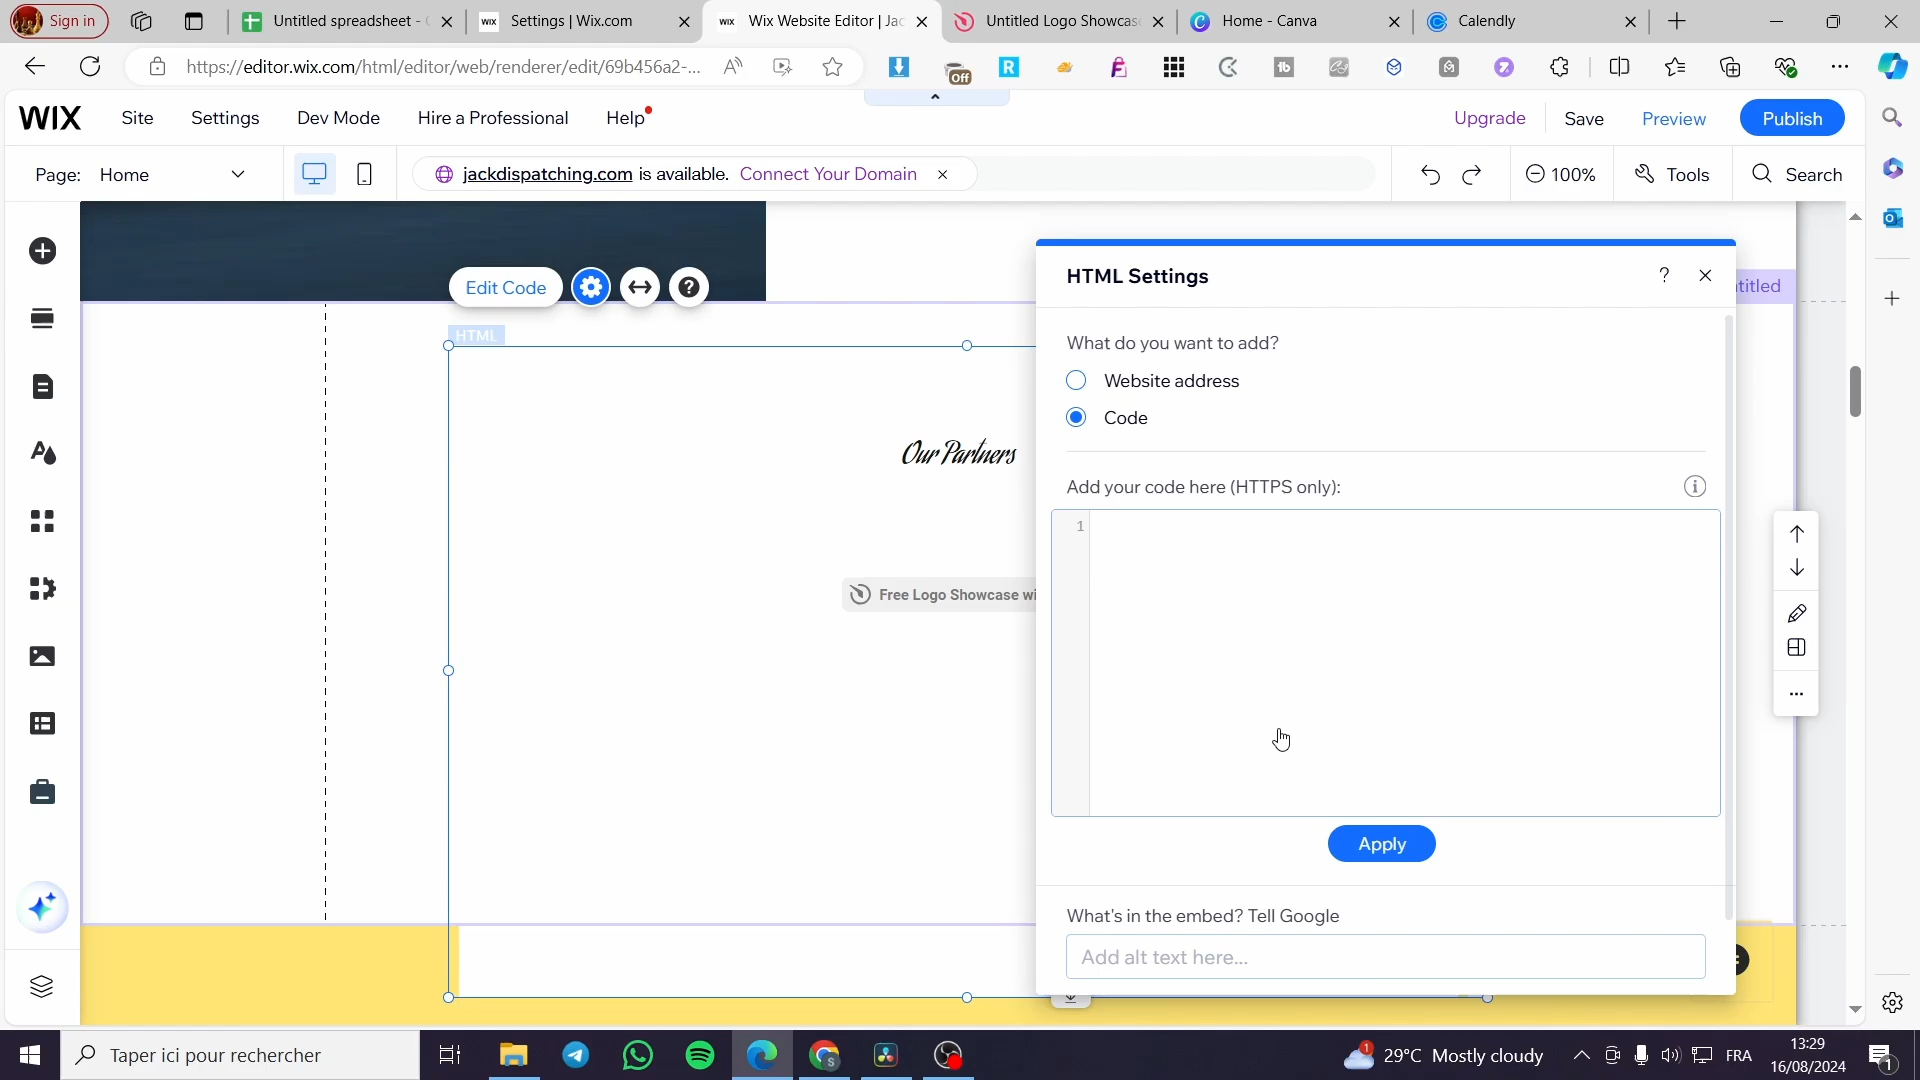 Sign in
Untitled spreadsheet -
WIX Settings | Wix.com
WIX Wix Website Editor | Jac
Untitled Logo Showcas
Home - Canva
Calendly
https://editor.wix.com/html/editor/web/renderer/edit/69b456a2-...
Off
WIX
Site
Settings
Dev Mode
Hire a Professional
Help
Upgrade
Save
Preview
Publish
Page: Home
jackdispatching.com is available. Connect Your Domain
100%
Tools
Search
Edit Code
HTML
Our Partners
Free Logo Showcase wi
HTML Settings
titled
What do you want to add?
Website address
Code
Add your code here (HTTPS only):
1
Apply
What's in the embed? Tell Google
Add alt text here...
Taper ici pour rechercher
1
29°C Mostly cloudy
FRA
13:29
16/08/2024
1